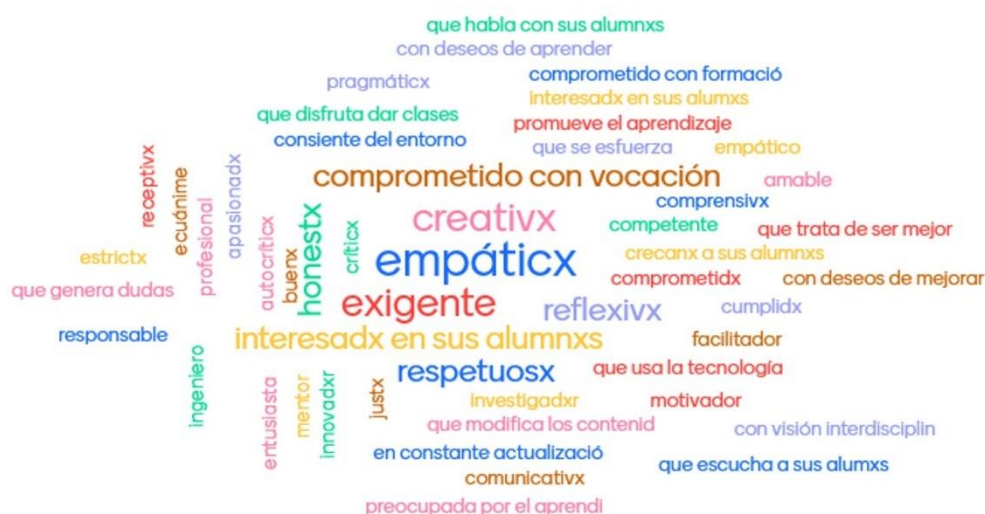 que habla con sus alumnxs
con deseos de aprender
pragmáticx
comprometido con formació
interesadx en sus alumxs
que disfruta dar clases
promueve el aprendizaje
consiente del entorno
que se esfuerza
empático
receptivx
ecuánime
profesional
apasionadx
comprometido con vocación
amable
comprensivx
autocríticx
buenx
honestx
críticx
creativx
competente
que trata de ser mejor
estrictx
empáticx
crecanx a sus alumnxs
que genera dudas
comprometidx
con deseos de mejorar
exigente
reflexivx
cumplidx
responsable
interesadx en sus alumnxs
facilitador
ingeniero
respetuosx
que usa la tecnología
entusiasta
mentor
innovadxr
justx
investigadxr
motivador
que modifica los contenid
con visión interdisciplin
en constante actualizació
que escucha a sus alumxs
comunicativx
preocupada por el aprendi